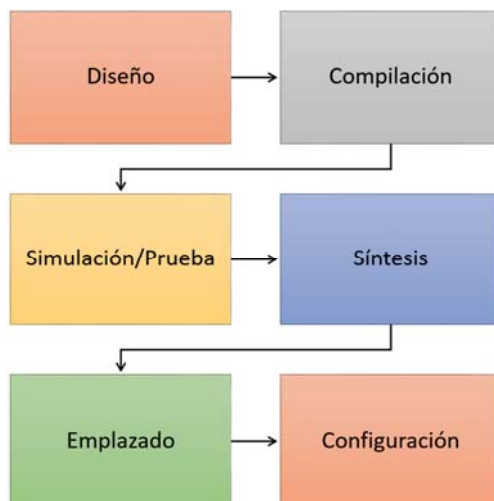 Diseño
Compilación
Simulación/Prueba
Síntesis
Emplazado
Configuración